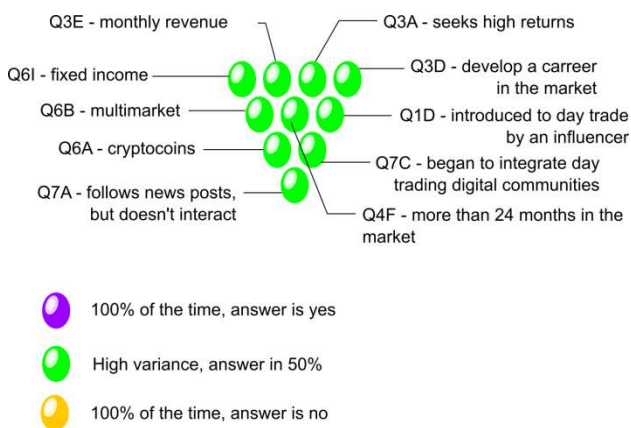 Q3E - monthly revenue
Q3A - seeks high returns
Q6I - fixed income
Q3D - develop a carreer
in the market
Q6B - multimarket
Q1D - introduced to day trade
by an influencer
Q6A - cryptocoins
Q7C - began to integrate day
trading digital communities
Q7A - follows news posts,
but doesn't interact
Q4F - more than 24 months in the
market
100% of the time, answer is yes
High variance, answer in 50%
100% of the time, answer is no